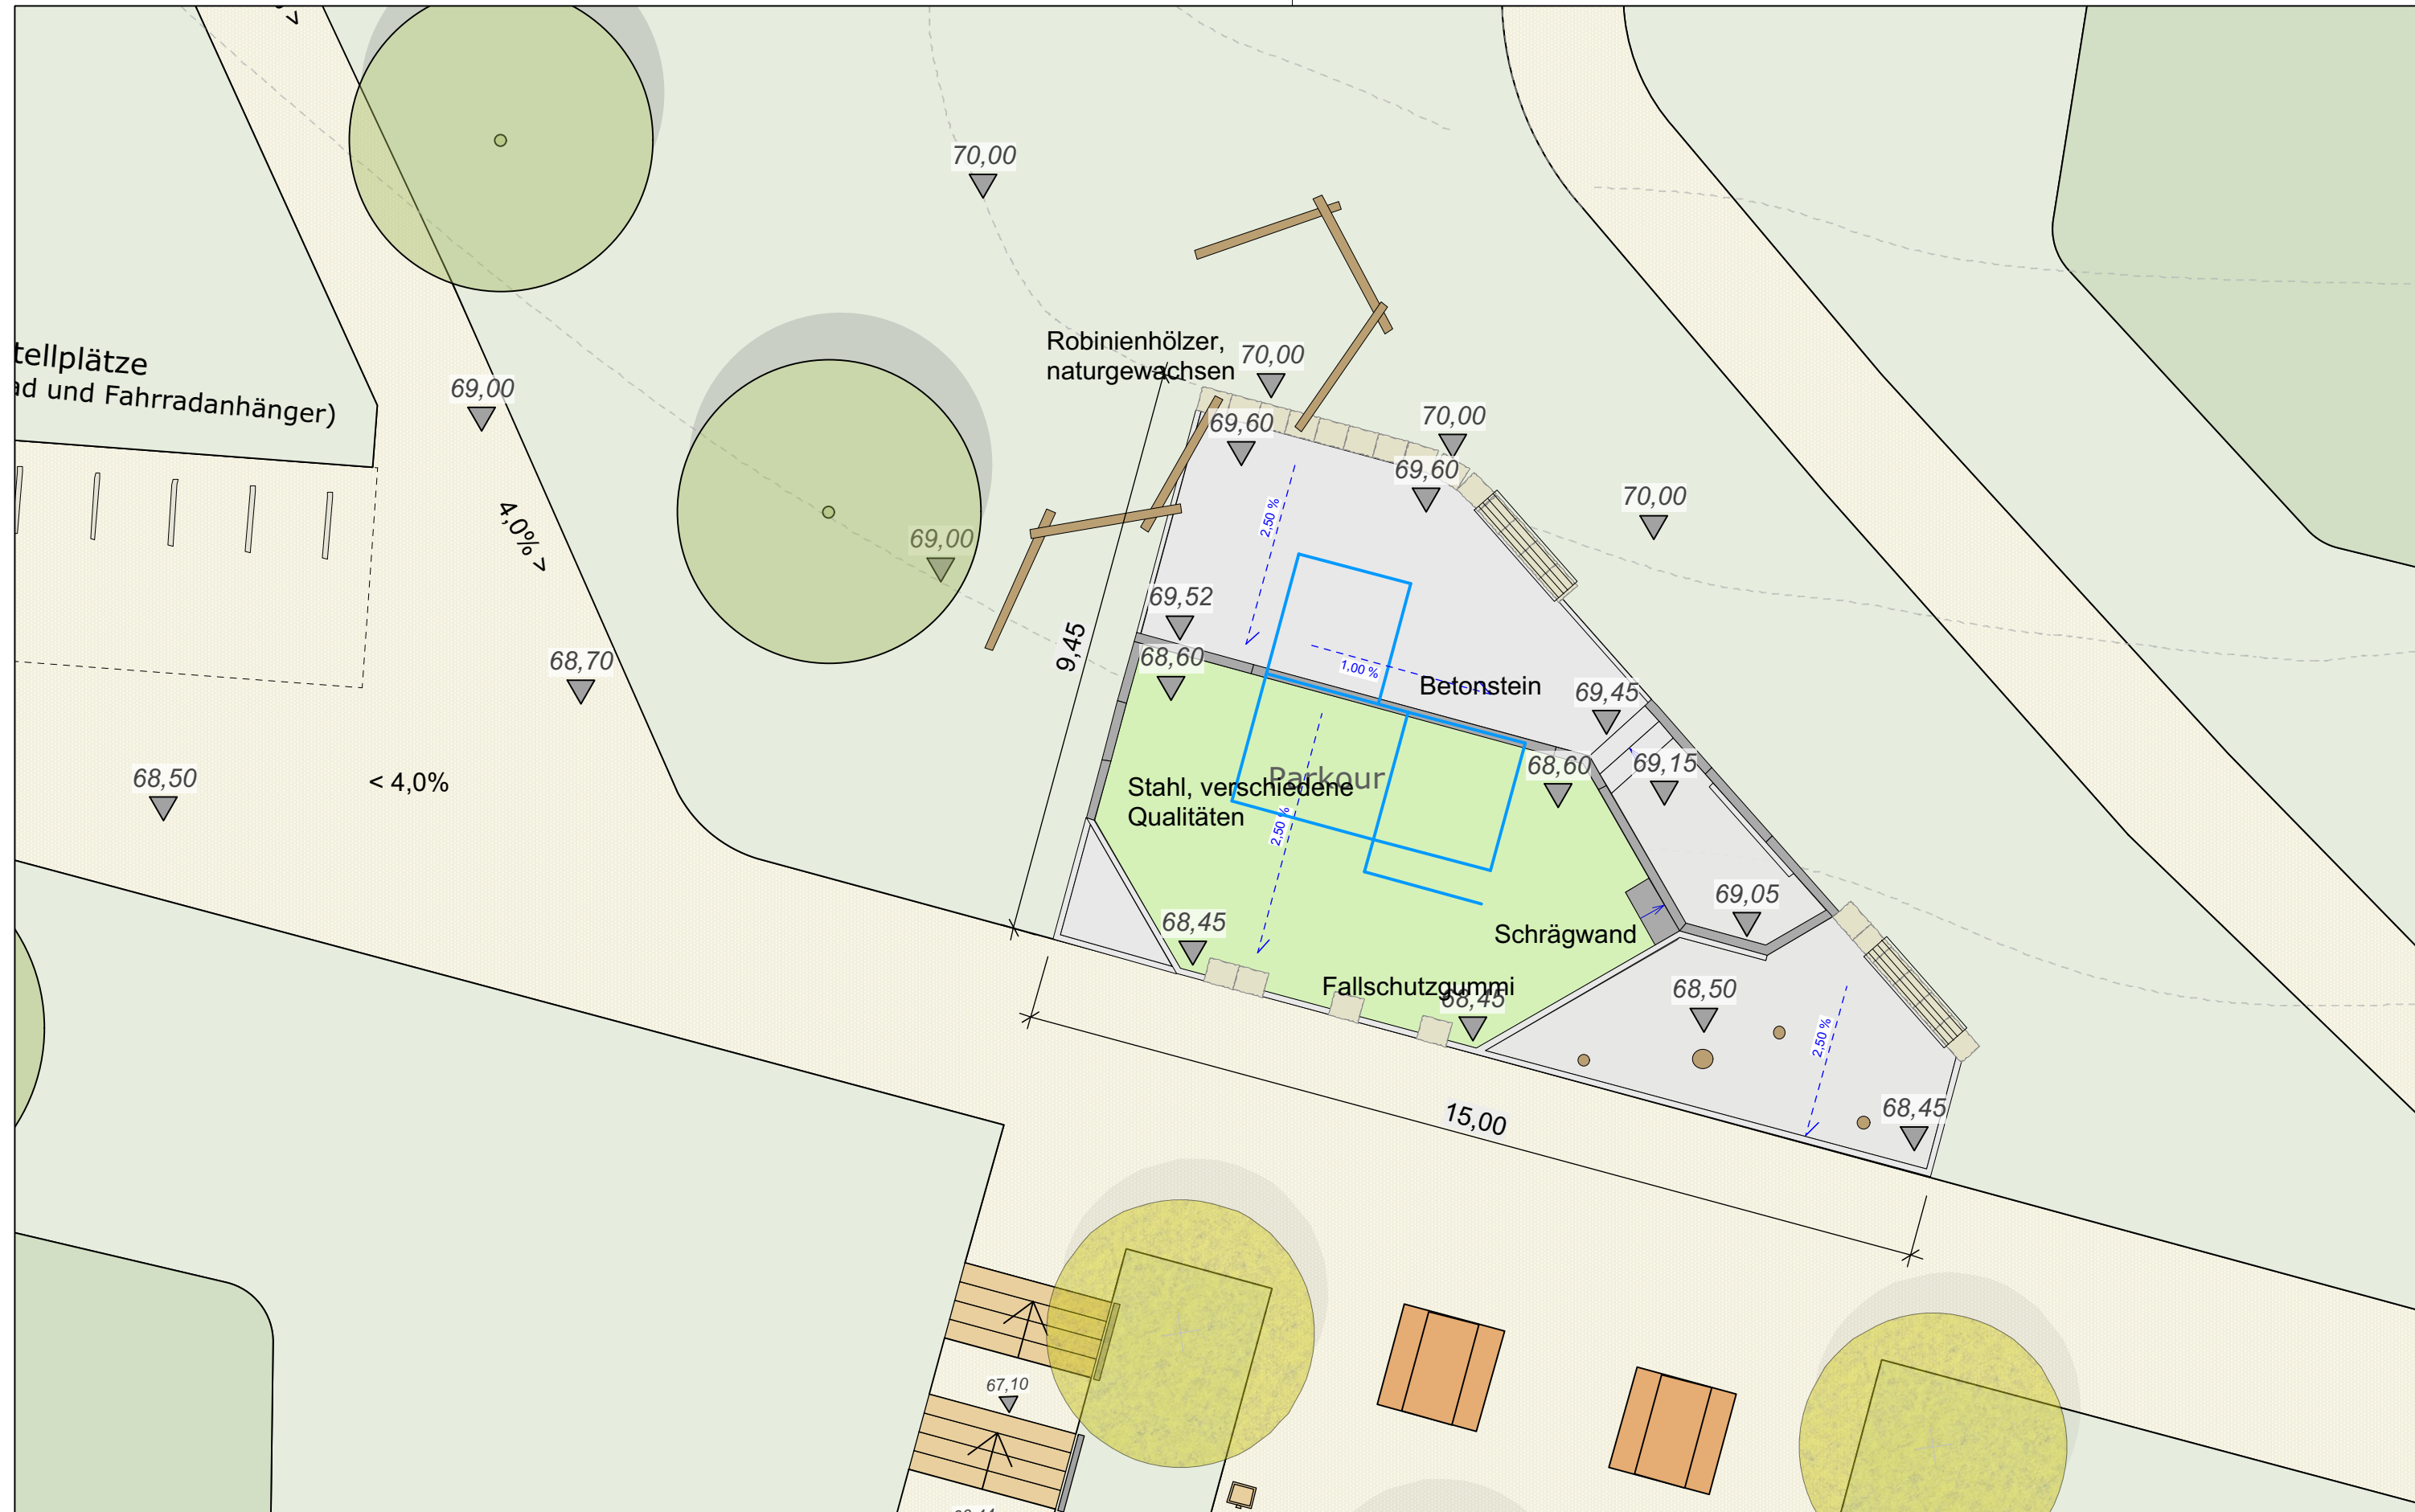 70,00
Robinienhölzer,
naturgewachsen
70,00
tellplätze
ad und Fahrradanhänger)
69,00
69,60
70,00
69,60
70,00
2,50 %
4,0% >
69,00
69,52
9,45
68,60
68,70
1,00 %
Betonstein
69,45
68,50
< 4,0%
Parkour
Stahl, verschiedene
Qualitäten
2,50 %
68,60
69,15
69,05
68,45
Schrägwand
Fallschutzgummi
68,45
68,50
2,50 %
15,00
68,45
67,10